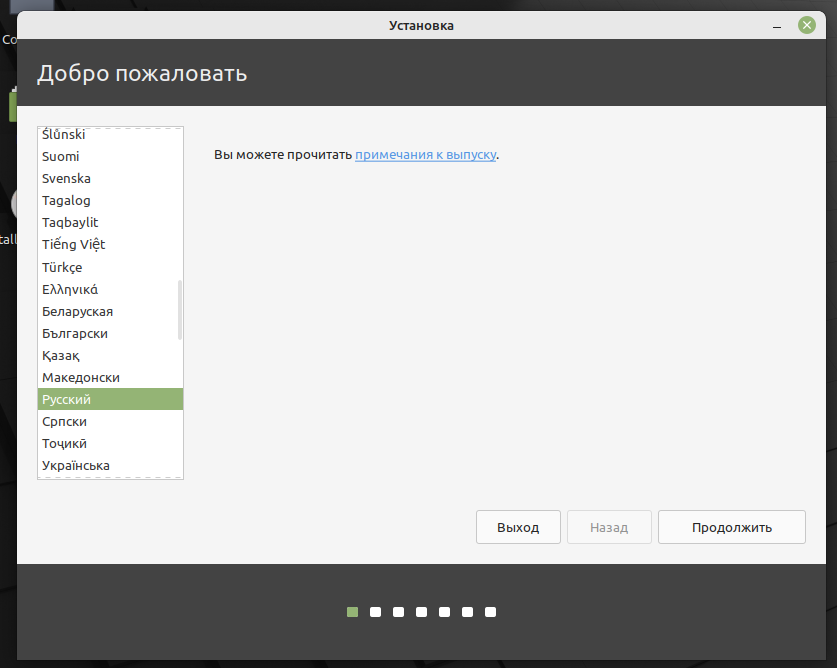 Установка
Co
Добро пожаловать
Ślůnski
Suomi
Svenska
Tagalog
Taqbaylit
Tiếng Việt
Türkçe
Ελληνικά
Беларуская
Български
Қазақ
Македонски
Русский
Српски
Тоҷикӣ
Українська
Вы можете прочитать примечания к выпуску.
tall
Выход
Назад
Продолжить